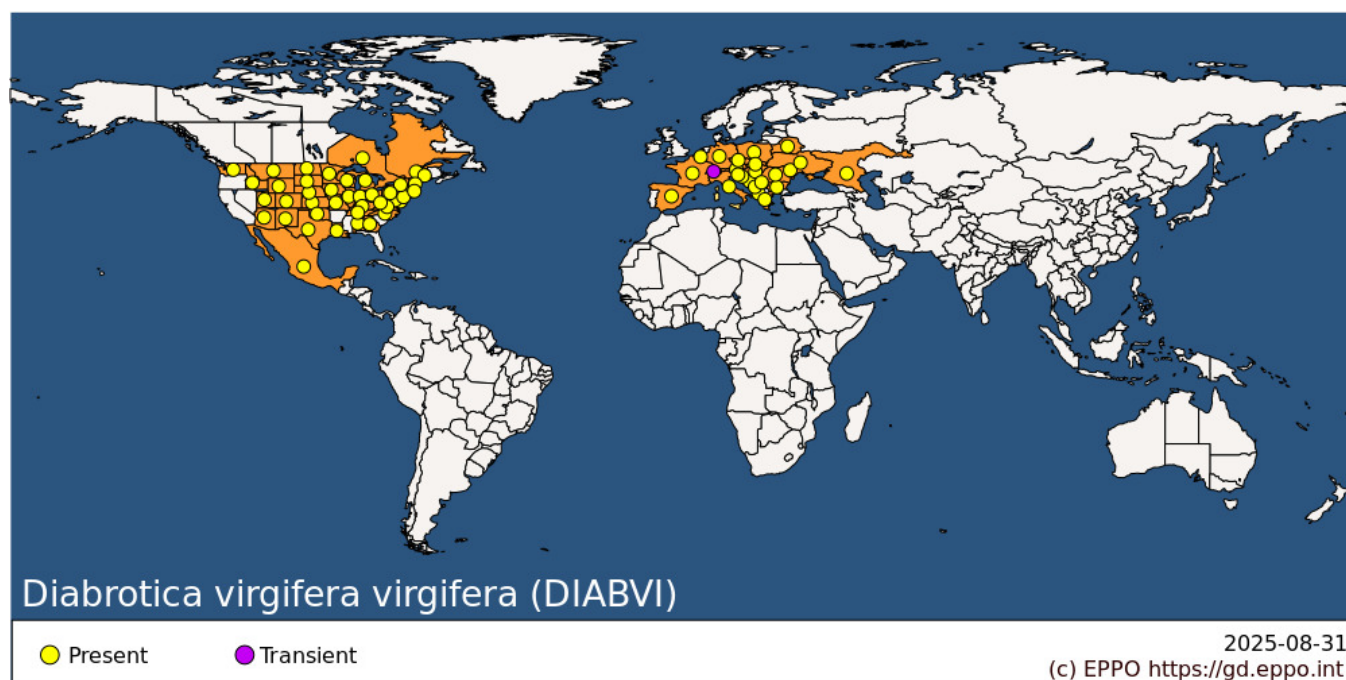 Diabrotica virgifera virgifera (DIABVI)
Present
Transient
2025-08-31
(c) EPPO https://gd.eppo.int